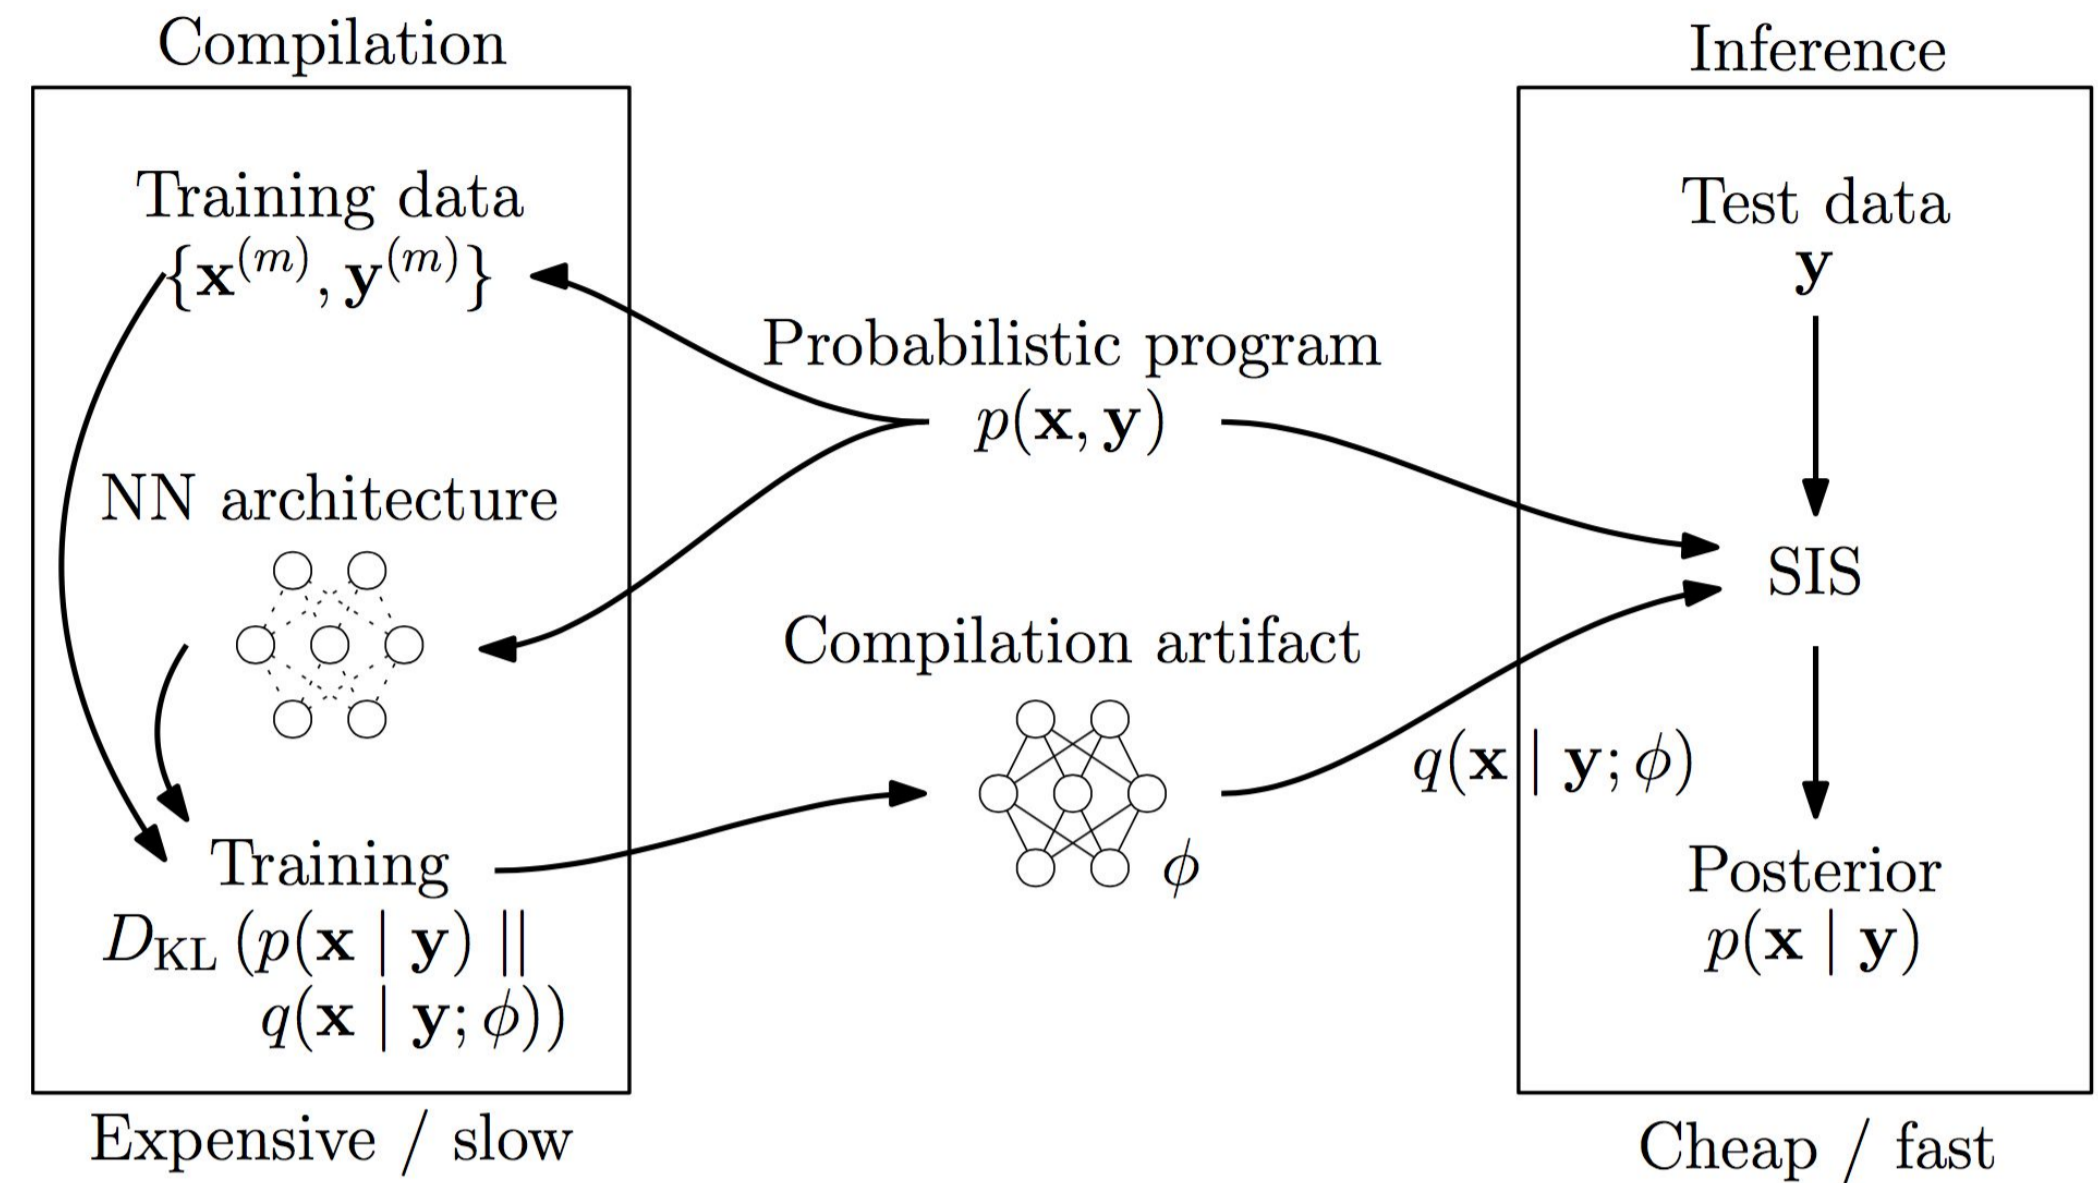 Compilation
Training data
{x^(m), y^(m)}
NN architecture
Training
D_KL (p(x | y) ||
q(x | y; ϕ))
Expensive / slow
Probabilistic program
p(x, y)
Compilation artifact
ϕ
q(x | y; ϕ)
Inference
Test data
y
SIS
Posterior
p(x | y)
Cheap / fast